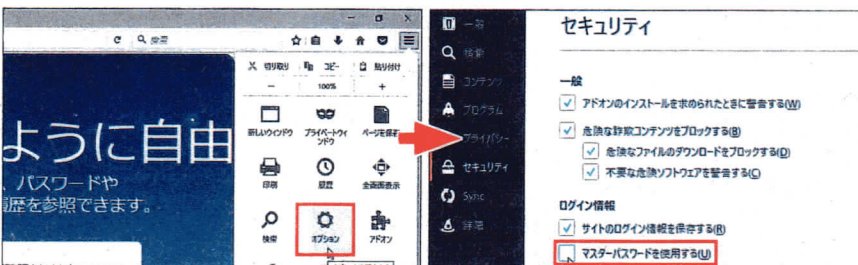 検索
切り取り
コピー
貼り付け
100%
新しいウィンドウ
プライベートウィンドウ
ページを保存
印刷
履歴
全画面表示
検索
オプション
アドオン
ように自由
、パスワードや
履歴を参照できます。
一般
検索
コンテンツ
プログラム
プライバシー
セキュリティ
Sync
詳細
セキュリティ
一般
アドオンのインストールを求められたときに警告する(W)
危険な詐欺コンテンツをブロックする(B)
危険なファイルのダウンロードをブロックする(D)
不要な危険ソフトウェアを警告する(C)
ログイン情報
サイトのログイン情報を保存する(R)
マスターパスワードを使用する(U)